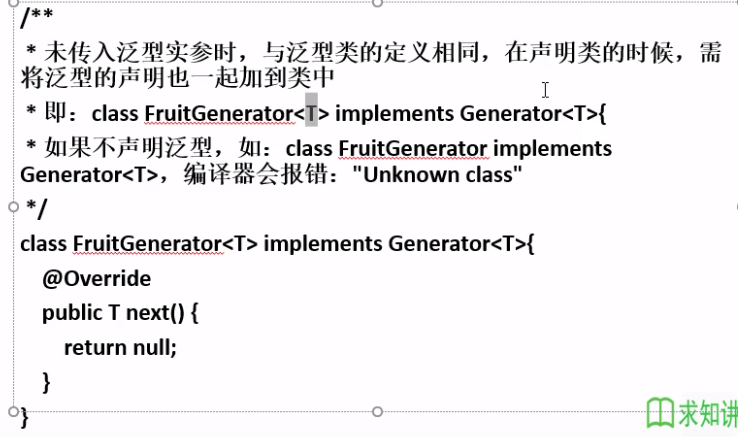 /**
* 未传入泛型实参时，与泛型类的定义相同，在声明类的时候，需
将泛型的声明也一起加到类中
* 即：class FruitGenerator<T> implements Generator<T>{
* 如果不声明泛型，如：class FruitGenerator implements
Generator<T>，编译器会报错："Unknown class"
*/
class FruitGenerator<T> implements Generator<T>{
    @Override
    public T next() {
        return null;
    }
}
求知讲